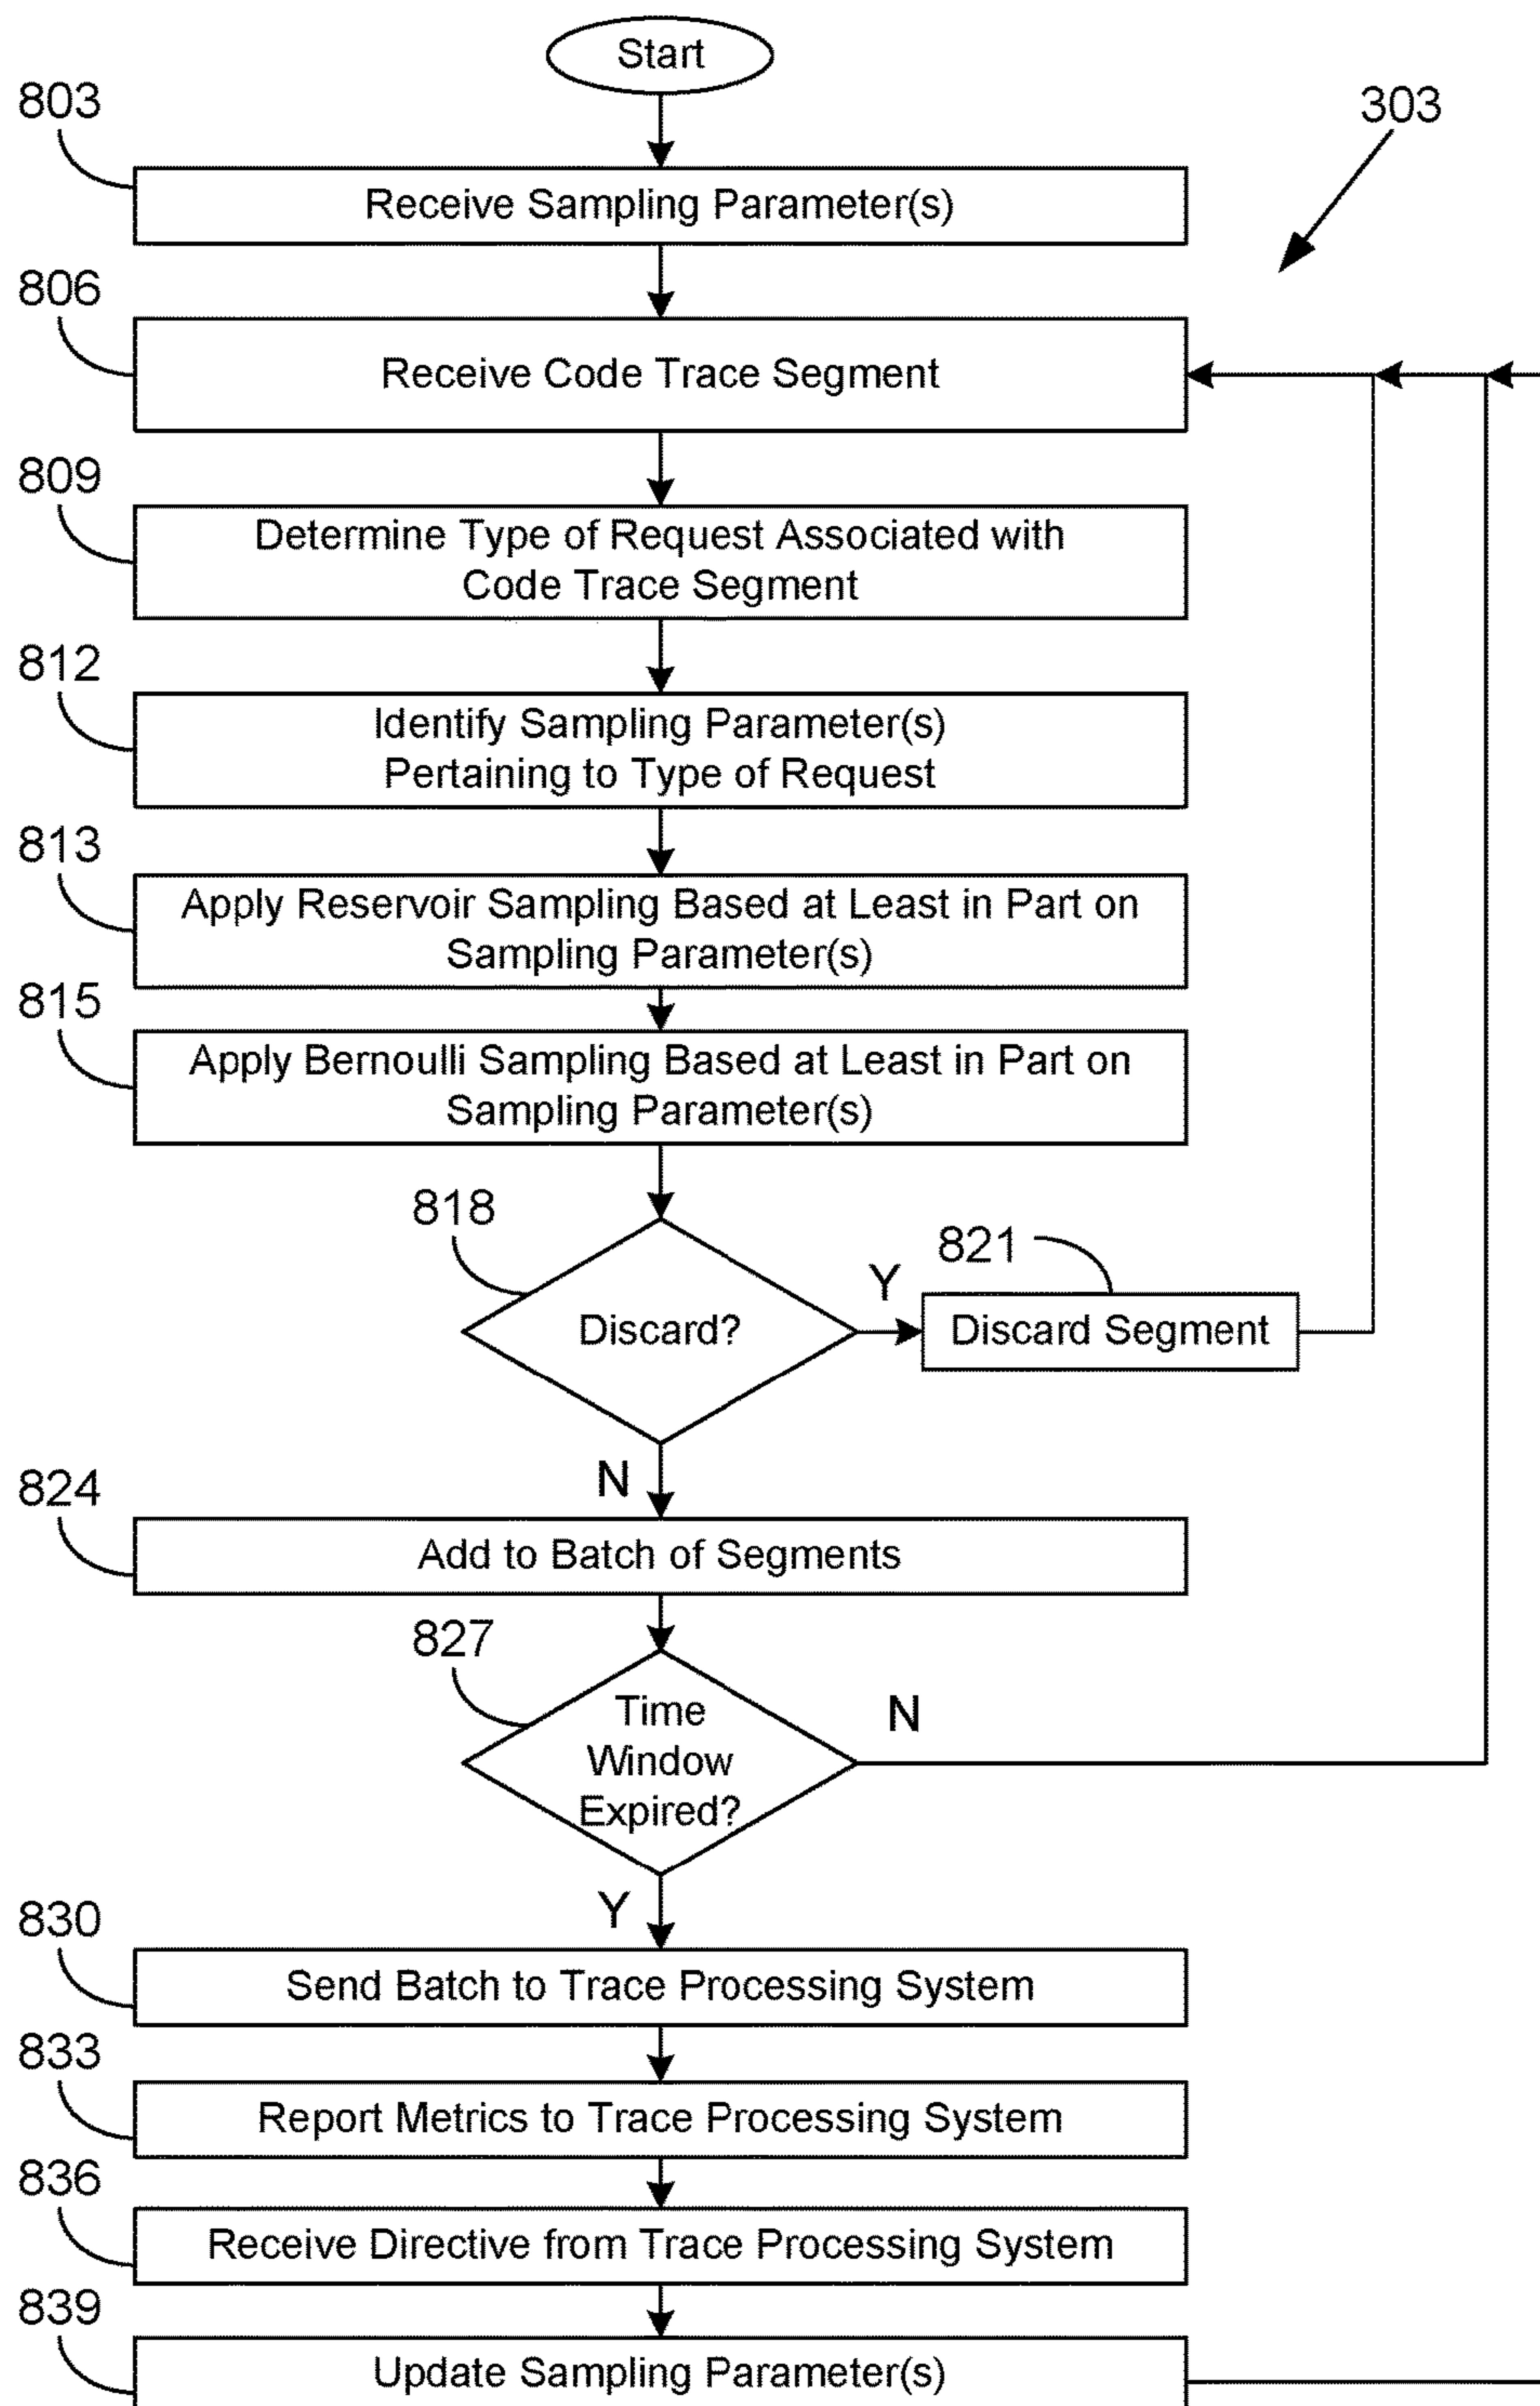 Start
803
303
Receive Sampling Parameter(s)
806
Receive Code Trace Segment
809
Determine Type of Request Associated with
Code Trace Segment
812
Identify Sampling Parameter(s)
Pertaining to Type of Request
813
Apply Reservoir Sampling Based at Least in Part on
Sampling Parameter(s)
815
Apply Bernoulli Sampling Based at Least in Part on
Sampling Parameter(s)
818
821
Y
Discard?
Discard Segment
N
824
Add to Batch of Segments
827
Time
Window
Expired?
N
Y
830
Send Batch to Trace Processing System
833
Report Metrics to Trace Processing System
836
Receive Directive from Trace Processing System
839
Update Sampling Parameter(s)